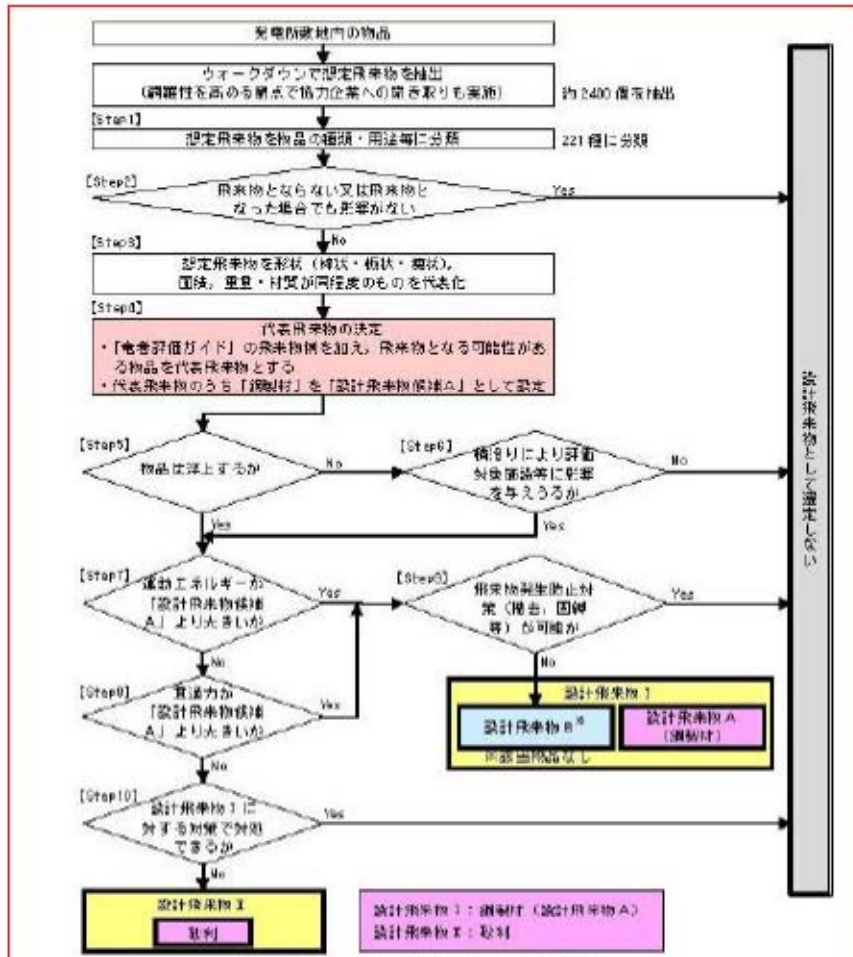 発電所敷地内の物品
ウォークダウンで想定飛来物を抽出
(網羅性を高める観点で協力企業への聞き取りも実施)
約2400個を抽出
[Step1]
想定飛来物を物品の種類・用途毎に分類
221種に分類
[Step2]
飛来物とならない又は飛来物と
なった場合でも影響がない
Yes
No
[Step3]
想定飛来物を形状(棒状・板状・塊状),
面積,重量・材質が同程度のものを代表化
[Step4]
代表飛来物の決定
・「竜巻評価ガイド」の飛来物例を加え,飛来物となる可能性があ
る物品を代表飛来物とする
・代表飛来物のうち「鋼製材」を「設計飛来物候補A」として設定
[Step5]
物品は浮上するか
No
Yes
[Step6]
横滑りにより評価
対象施設等に影響
を与えうるか
No
Yes
[Step7]
運動エネルギーが
「設計飛来物候補
A」より大きいか
Yes
No
[Step8]
貫通力が
「設計飛来物候補
A」より大きいか
Yes
No
[Step9]
飛来物発生防止対
策(撤去,固縛
等)が可能か
Yes
No
設計飛来物Ⅰ
設計飛来物B※
設計飛来物A
(鋼製材)
※該当物品なし
[Step10]
設計飛来物Ⅰに
対する対策で対処
できるか
Yes
No
設計飛来物Ⅱ
砂利
設計飛来物Ⅰ:鋼製材(設計飛来物A)
設計飛来物Ⅱ:砂利
設計飛来物として選定しない